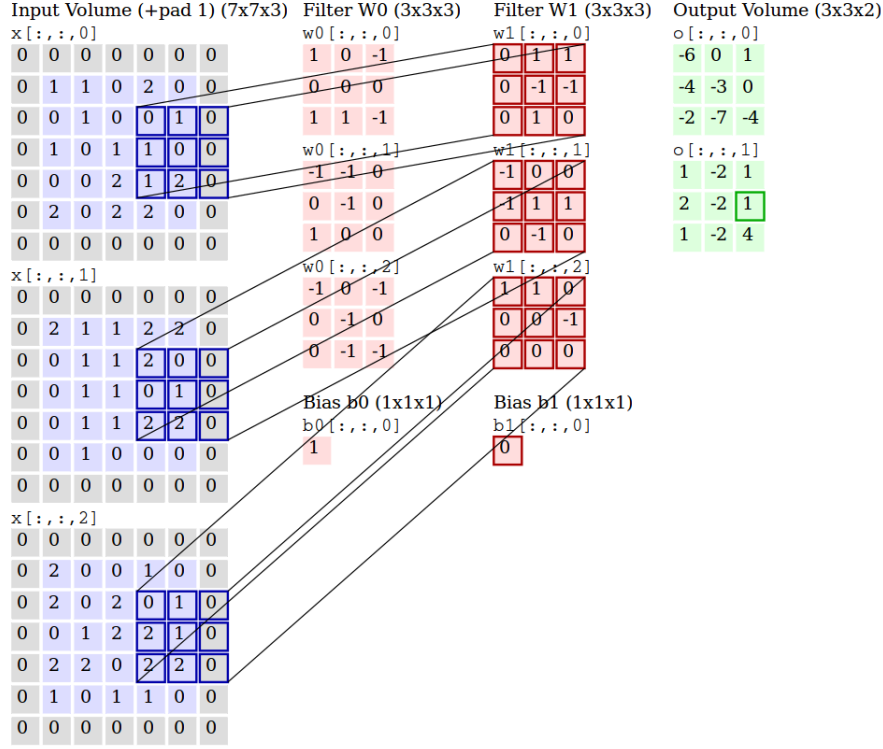 Input Volume (+pad 1) (7x7x3)
x[:,:,0]
0 0 0 0 0 0 0
0 1 1 0 2 0 0
0 0 1 0 0 1 0
0 1 0 1 1 0 0
0 0 0 2 1 2 0
0 2 0 2 2 0 0
0 0 0 0 0 0 0
x[:,:,1]
0 0 0 0 0 0 0
0 2 1 1 2 2 0
0 0 1 1 2 0 0
0 0 1 1 0 1 0
0 0 1 1 2 2 0
0 0 1 0 0 0 0
0 0 0 0 0 0 0
x[:,:,2]
0 0 0 0 0 0 0
0 2 0 0 1 0 0
0 2 0 2 0 1 0
0 0 1 2 2 1 0
0 2 2 0 2 2 0
0 1 0 1 1 0 0
0 0 0 0 0 0 0
Filter W0 (3x3x3)
w0[:,:,0]
1 0 -1
0 0 0
1 1 -1
w0[:,:,1]
-1 -1 0
0 -1 0
1 0 0
w0[:,:,2]
-1 0 -1
0 -1 0
0 -1 -1
Bias b0 (1x1x1)
b0[:,:,0]
1
Filter W1 (3x3x3)
w1[:,:,0]
0 1 1
0 -1 -1
0 1 0
w1[:,:,1]
-1 0 0
-1 1 1
0 -1 0
w1[:,:,2]
1 1 0
0 0 -1
0 0 0
Bias b1 (1x1x1)
b1[:,:,0]
0
Output Volume (3x3x2)
o[:,:,0]
-6 0 1
-4 -3 0
-2 -7 -4
o[:,:,1]
1 -2 1
2 -2 1
1 -2 4